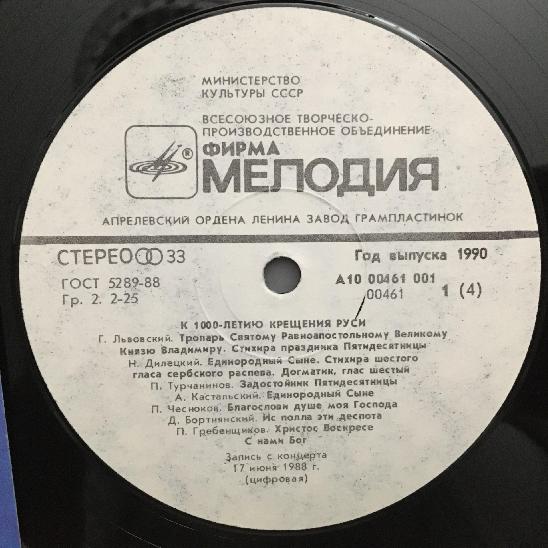 МИНИСТЕРСТВО
КУЛЬТУРЫ СССР
ВСЕСОЮЗНОЕ ТВОРЧЕСКО-
ПРОИЗВОДСТВЕННОЕ ОБЪЕДИНЕНИЕ
ФИРМА
® МЕЛОДИЯ
АПРЕЛЕВСКИЙ ОРДЕНА ЛЕНИНА ЗАВОД ГРАМПЛАСТИНОК
СТЕРЕО 33
Год выпуска 1990
ГОСТ 5289-88
А10 00461 001
Гр. 2. 2-25
00461
1 (4)
К 1000-ЛЕТИЮ КРЕЩЕНИЯ РУСИ
Г. Львовский. Тропарь Святому Равноапостольному Великому
Князю Владимиру. Стихира праздника Пятидесятницы
Н. Дилецкий. Единородный Сыне. Стихира шестого
гласа сербского распева. Догматик, глас шестый
П. Турчанинов. Задостойник Пятидесятницы
А. Кастальский. Единородный Сыне
П. Чесноков. Благослови душе моя Господа
Д. Бортнянский. Ис полла эти деспота
П. Гребенщиков. Христос Воскресе
С нами Бог
Запись с концерта
17 июня 1988 г.
(цифровая)